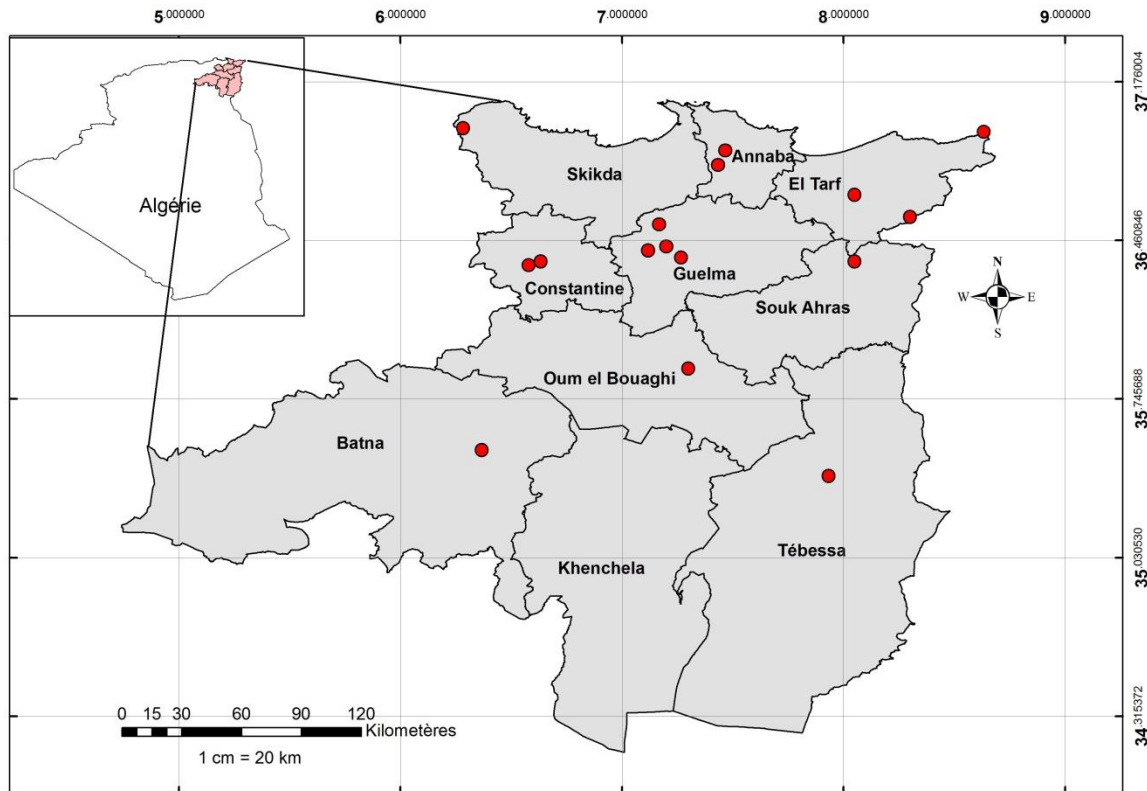 5.000000 6.000000 7.000000 8.000000 9.000000
37.176004
36.460846
35.745688
35.030530
34.315372
Algérie
Skikda
Annaba
El Tarf
Constantine
Guelma
Souk Ahras
N
W E
S
Oum el Bouaghi
Batna
Khenchela
Tébessa
0 15 30 60 90 120
Kilometères
1 cm = 20 km